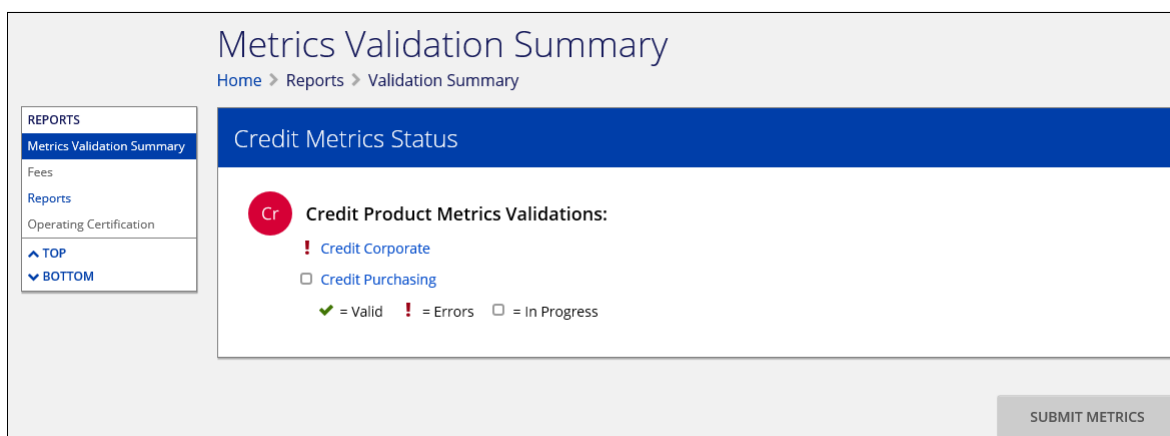 Metrics Validation Summary
Home > Reports > Validation Summary
REPORTS
Metrics Validation Summary
Fees
Reports
Operating Certification
TOP
BOTTOM
Credit Metrics Status
Cr Credit Product Metrics Validations:
! Credit Corporate
Credit Purchasing
✔ = Valid ! = Errors ☐ = In Progress
SUBMIT METRICS